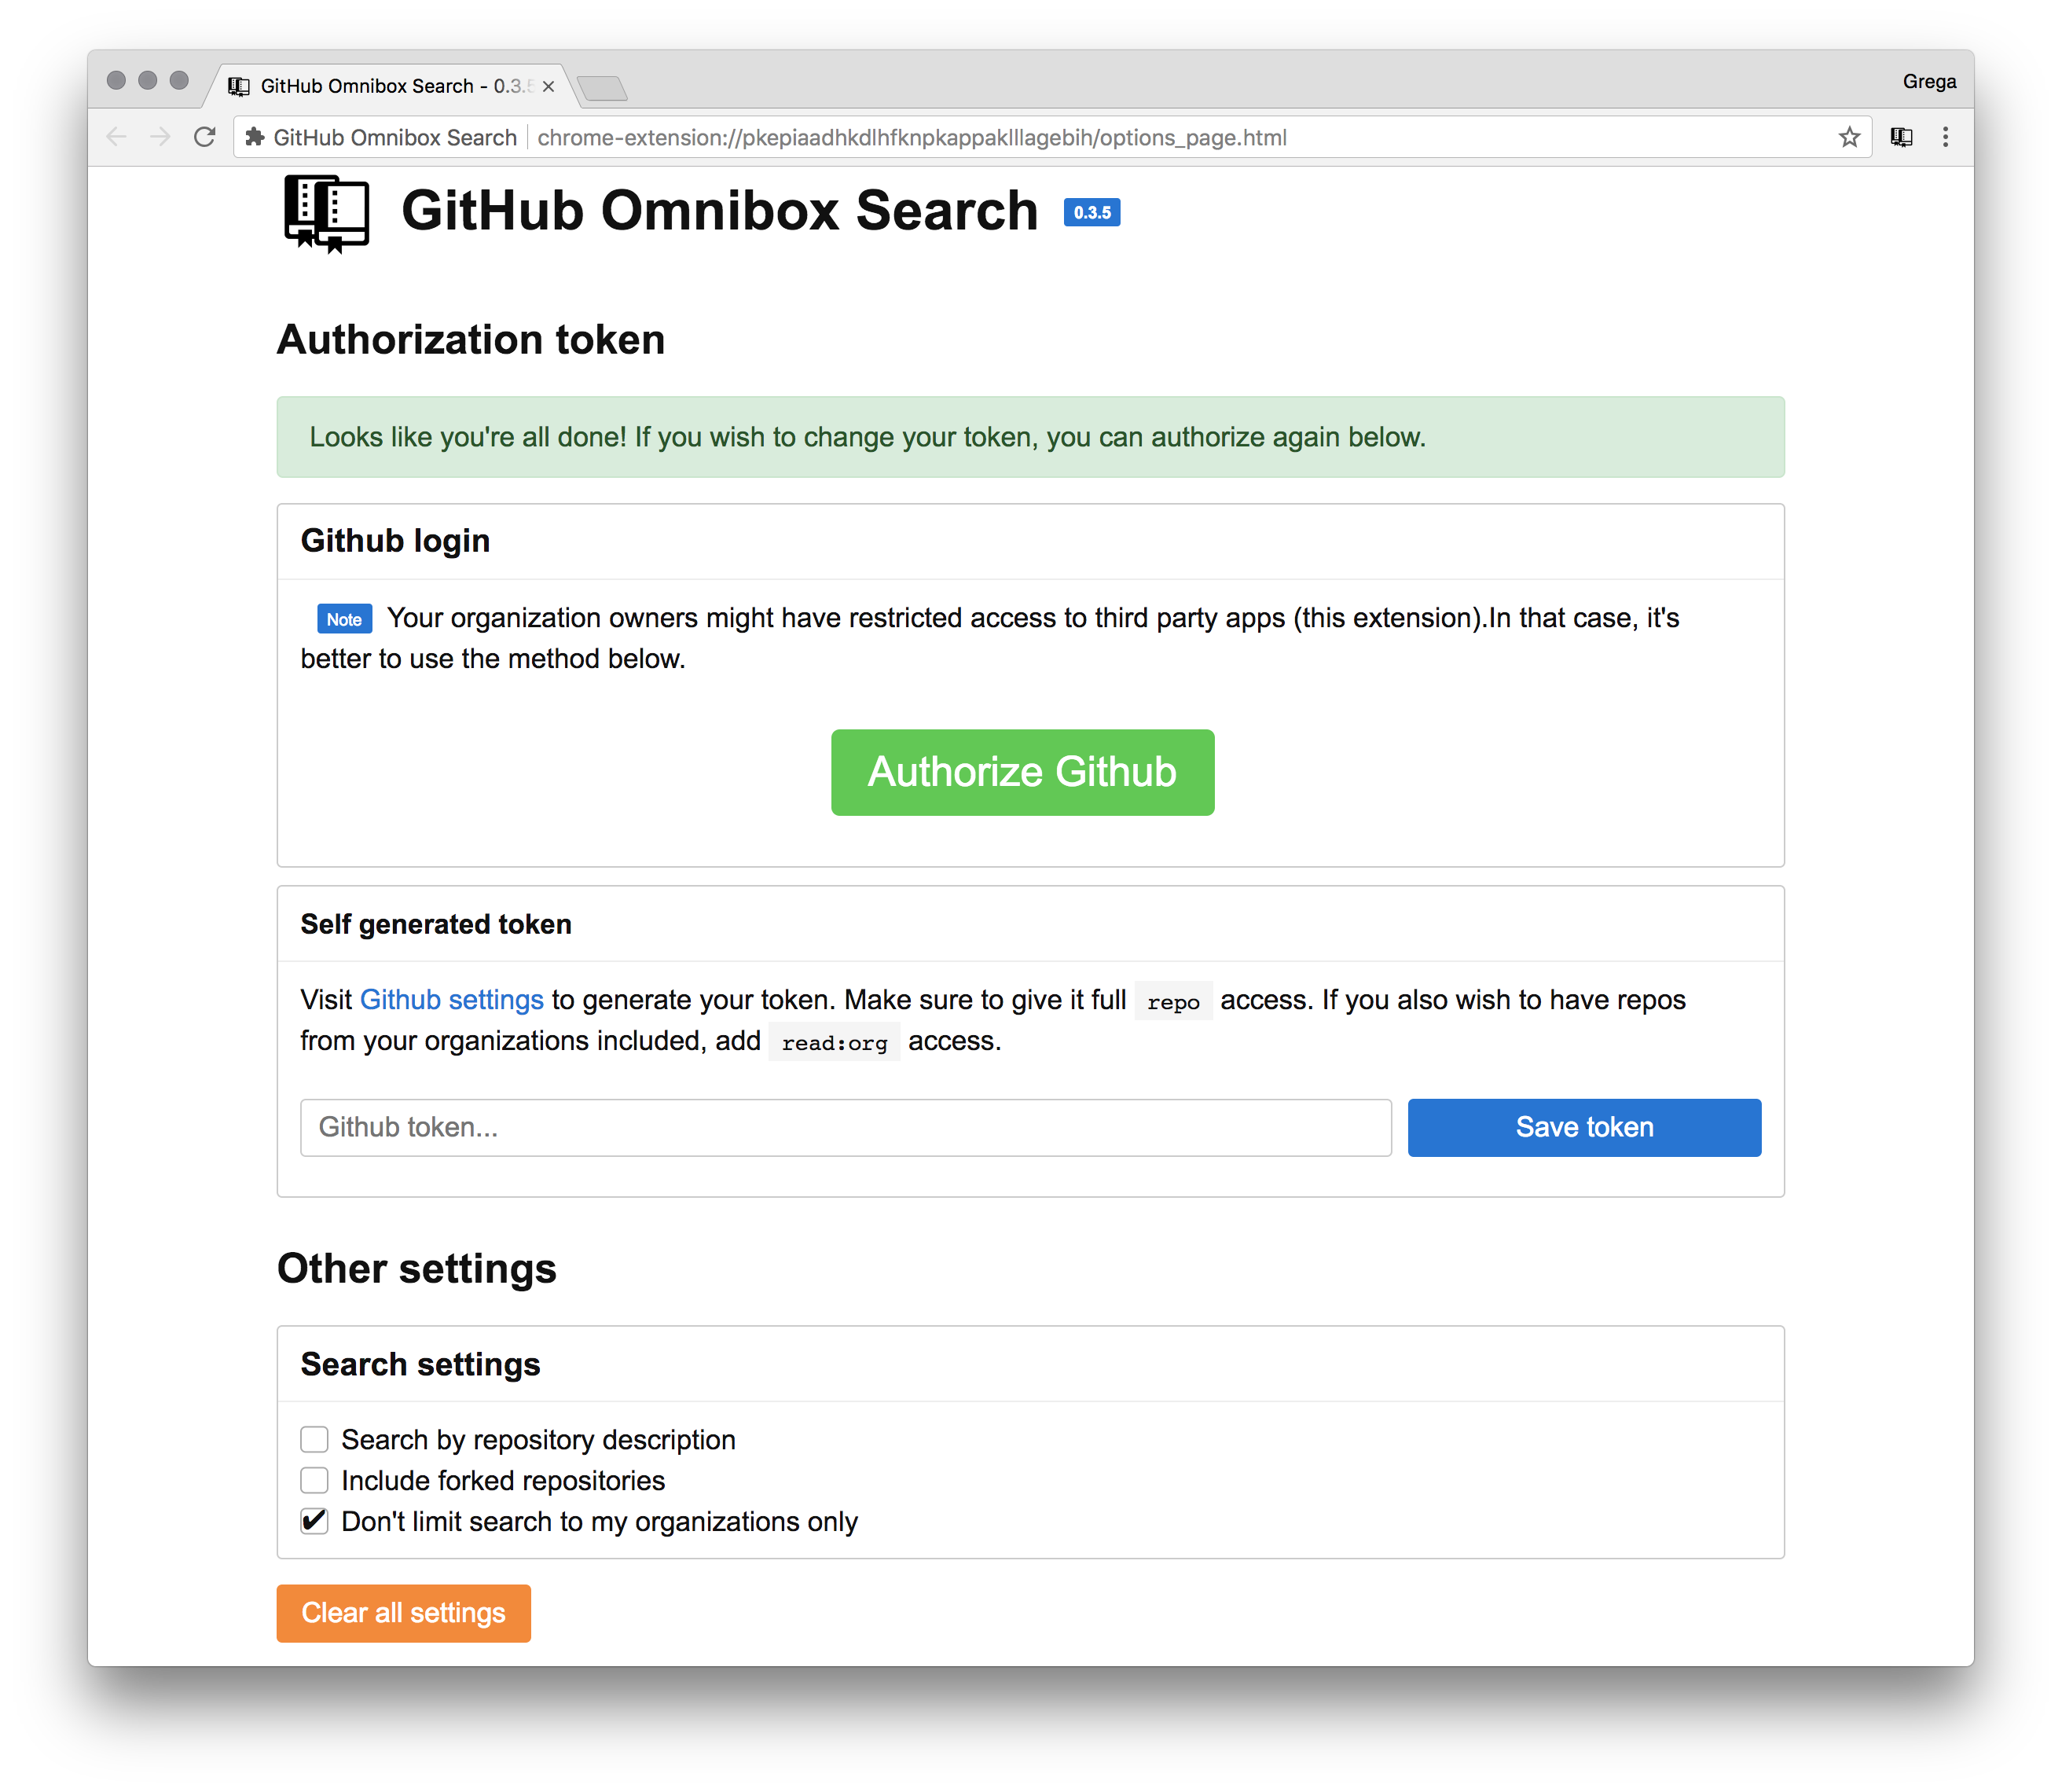 GitHub Omnibox Search - 0.3.5
Grega
GitHub Omnibox Search
chrome-extension://pkepiaadhkdlhfknpkappaklllagebih/options_page.html
GitHub Omnibox Search 0.3.5
Authorization token
Looks like you're all done! If you wish to change your token, you can authorize again below.
Github login
Note Your organization owners might have restricted access to third party apps (this extension).In that case, it's
better to use the method below.
Authorize Github
Self generated token
Visit Github settings to generate your token. Make sure to give it full repo access. If you also wish to have repos
from your organizations included, add read:org access.
Github token...
Save token
Other settings
Search settings
Search by repository description
Include forked repositories
Don't limit search to my organizations only
Clear all settings